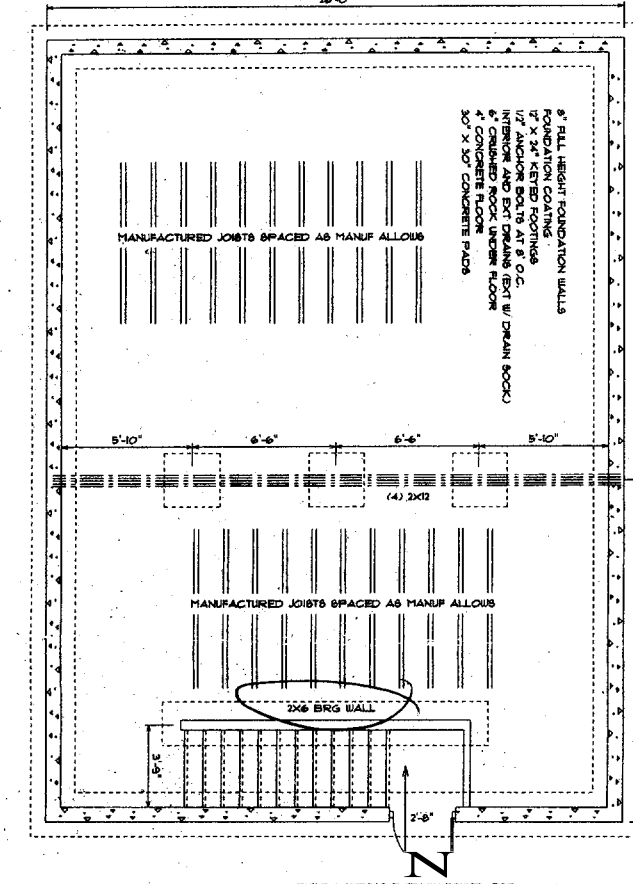 8" FULL HEIGHT FOUNDATION WALLS
FOUNDATION COATING
12" X 24" KEYED FOOTINGS
1/2" ANCHOR BOLTS AT 8' O.C.
INTERIOR AND EXT DRAINS (EXT W/ DRAIN SOCK)
6" CRUSHED ROCK UNDER FLOOR
4" CONCRETE FLOOR
30" X 30" CONCRETE PADS
MANUFACTURED JOISTS SPACED AS MANUF ALLOWS
5'-10"
6'-6"
6'-6"
5'-10"
(4) 2X12
MANUFACTURED JOISTS SPACED AS MANUF ALLOWS
2X6 BRG WALL
2'-8"
N